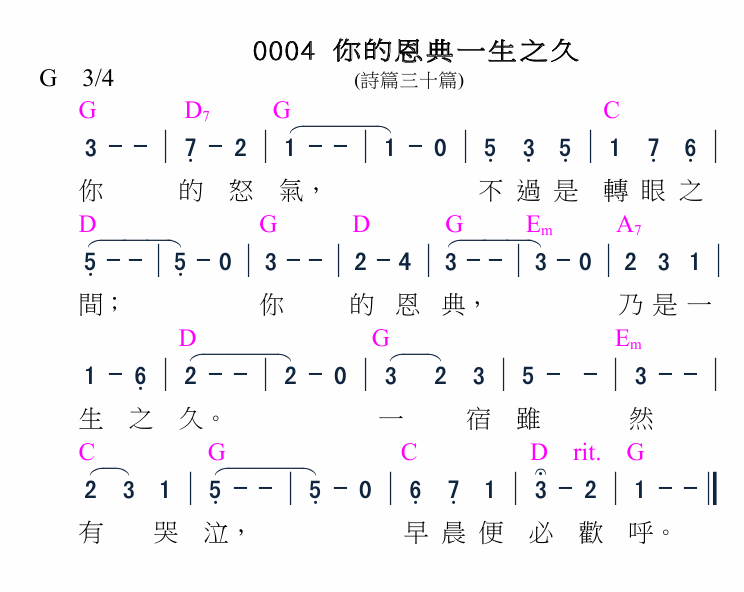 0004 你的恩典一生之久
G 3/4 (詩篇三十篇)
G D7 G C
3 - - | 7 - 2 | 1 - - | 1 - 0 | 5 3 5 | 1 7 6 |
你 的 怒 氣， 不 過 是 轉 眼 之
D G D G Em A7
5 - - | 5 - 0 | 3 - - | 2 - 4 | 3 - - | 3 - 0 | 2 3 1 |
間； 你 的 恩 典， 乃 是 一
D G Em
1 - 6 | 2 - - | 2 - 0 | 3 2 3 | 5 - - | 3 - - |
生 之 久。 一 宿 雖 然
C G C D rit. G
2 3 1 | 5 - - | 5 - 0 | 6 7 1 | 3 - 2 | 1 - - ‖
有 哭 泣， 早 晨 便 必 歡 呼。